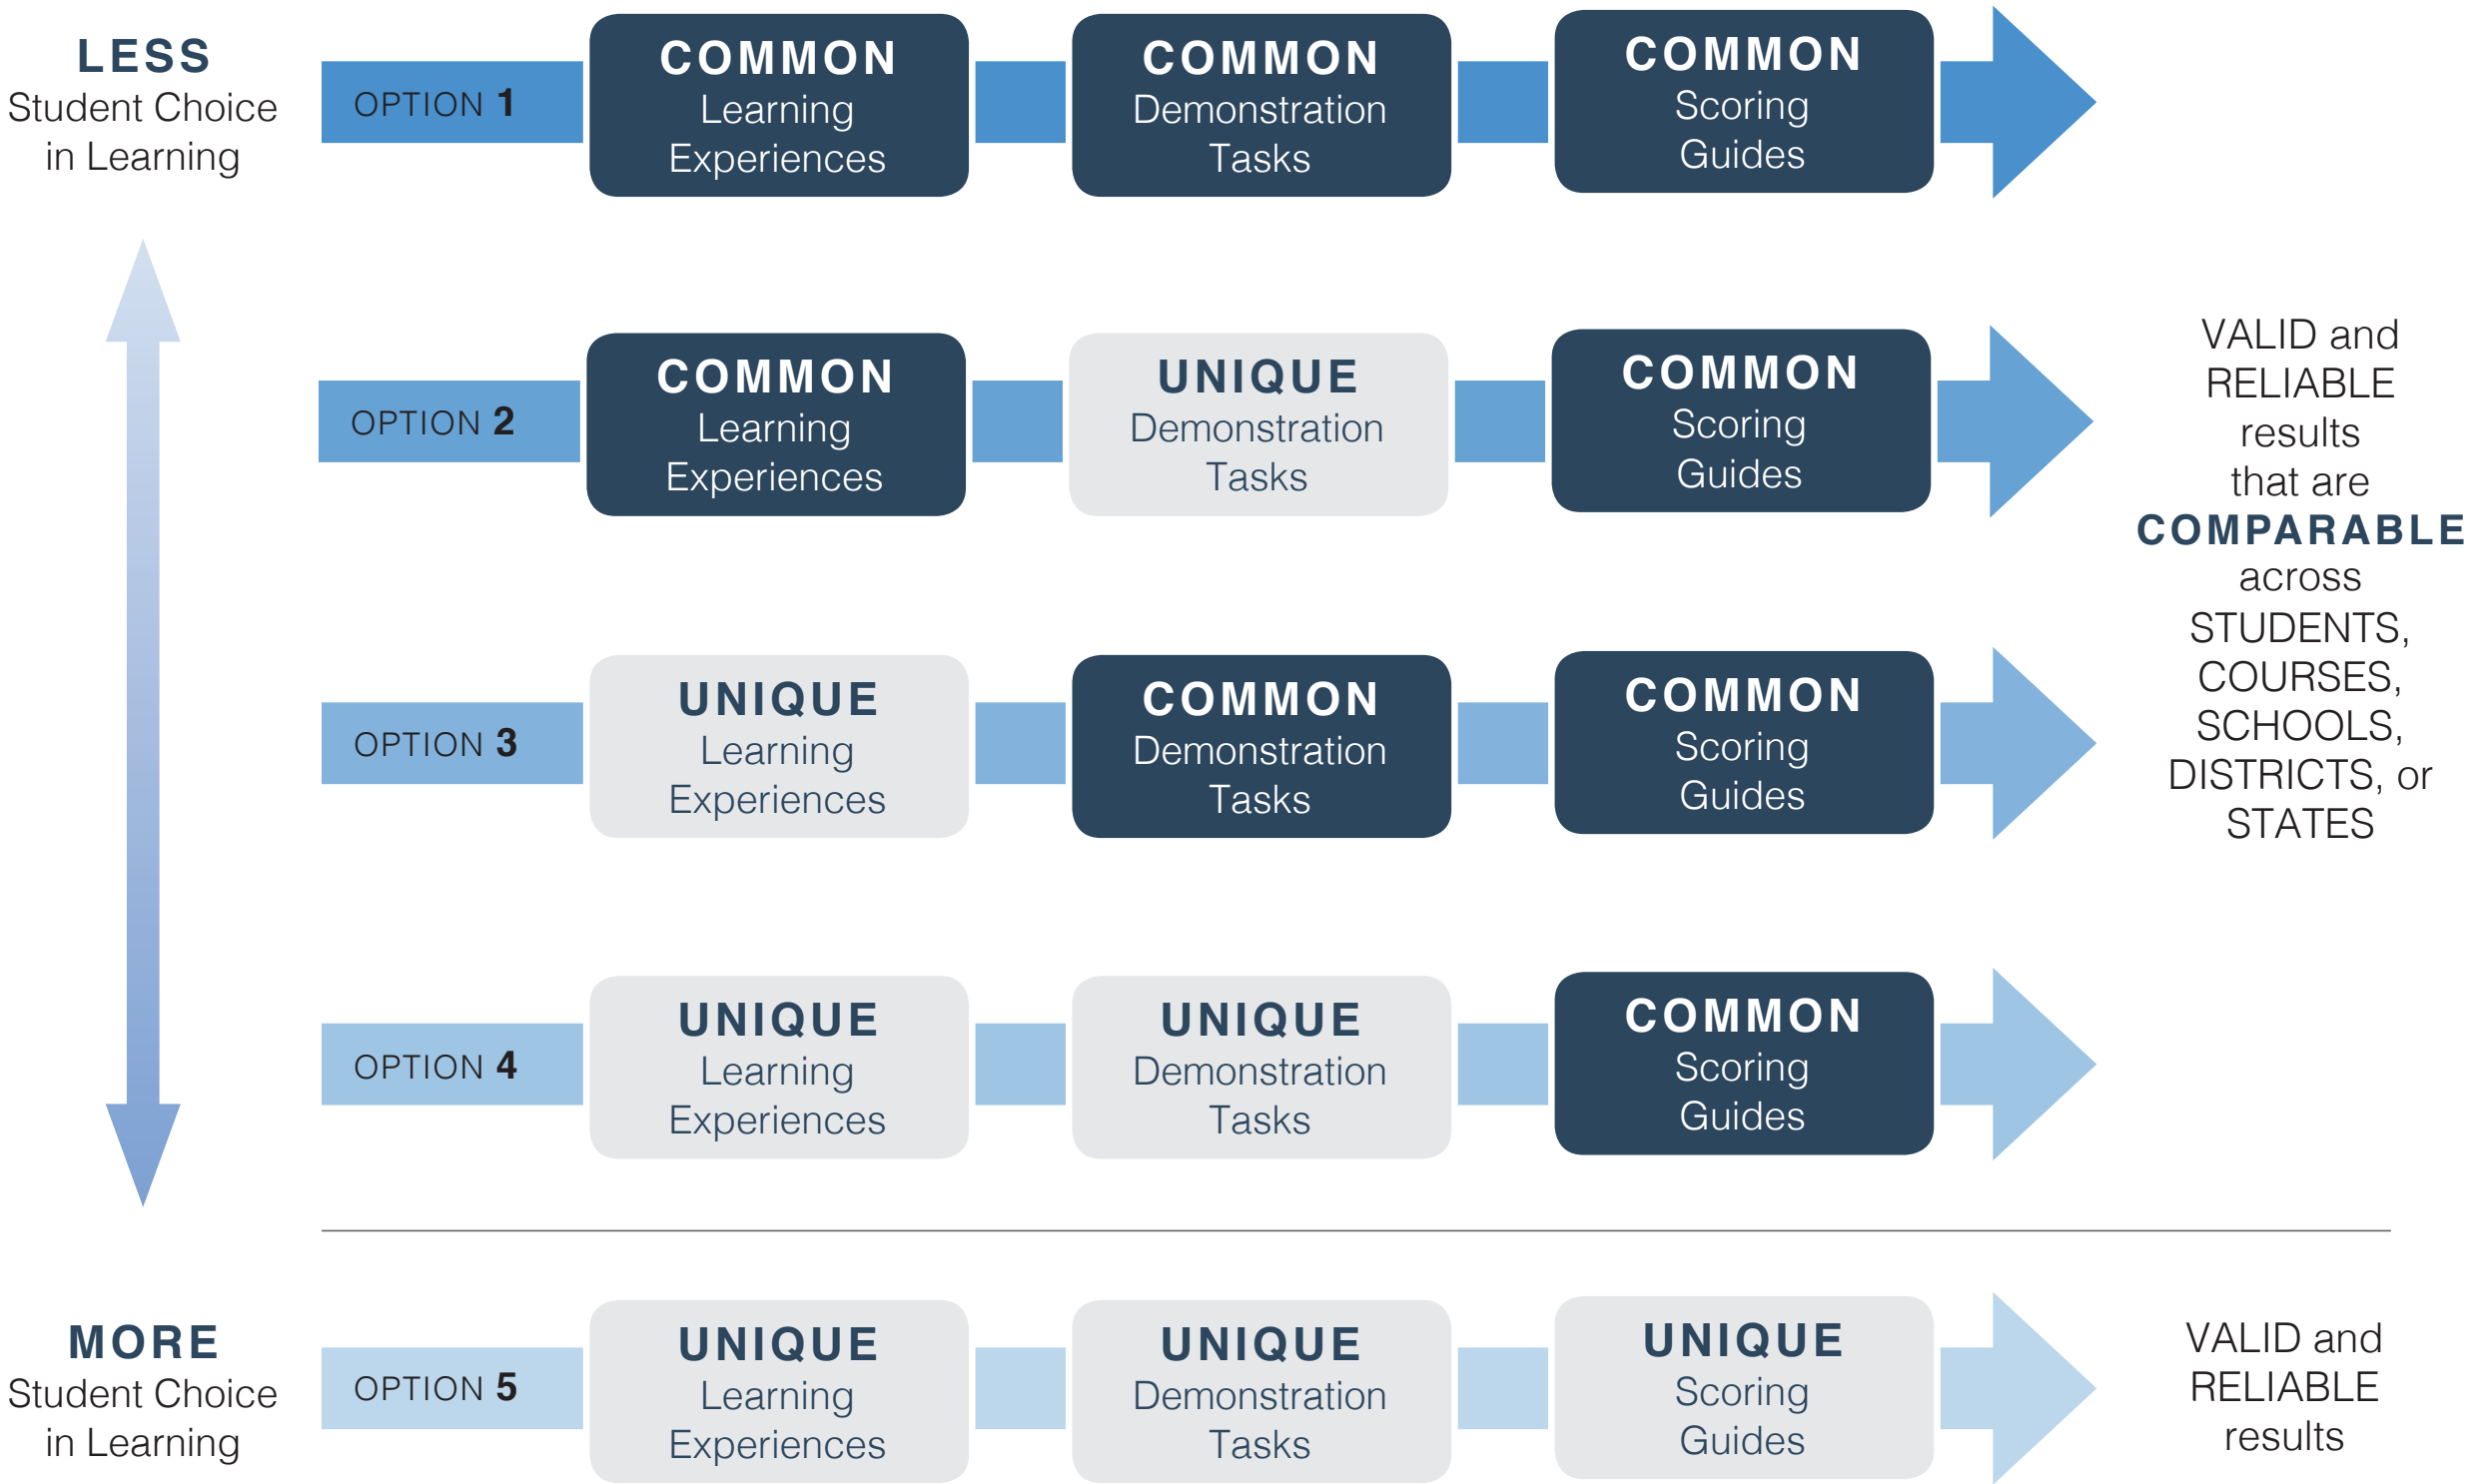 LESS
Student Choice
in Learning
OPTION 1
COMMON
Learning
Experiences
COMMON
Demonstration
Tasks
COMMON
Scoring
Guides
OPTION 2
COMMON
Learning
Experiences
UNIQUE
Demonstration
Tasks
COMMON
Scoring
Guides
OPTION 3
UNIQUE
Learning
Experiences
COMMON
Demonstration
Tasks
COMMON
Scoring
Guides
OPTION 4
UNIQUE
Learning
Experiences
UNIQUE
Demonstration
Tasks
COMMON
Scoring
Guides
VALID and
RELIABLE
results
that are
COMPARABLE
across
STUDENTS,
COURSES,
SCHOOLS,
DISTRICTS, or
STATES
MORE
Student Choice
in Learning
OPTION 5
UNIQUE
Learning
Experiences
UNIQUE
Demonstration
Tasks
UNIQUE
Scoring
Guides
VALID and
RELIABLE
results